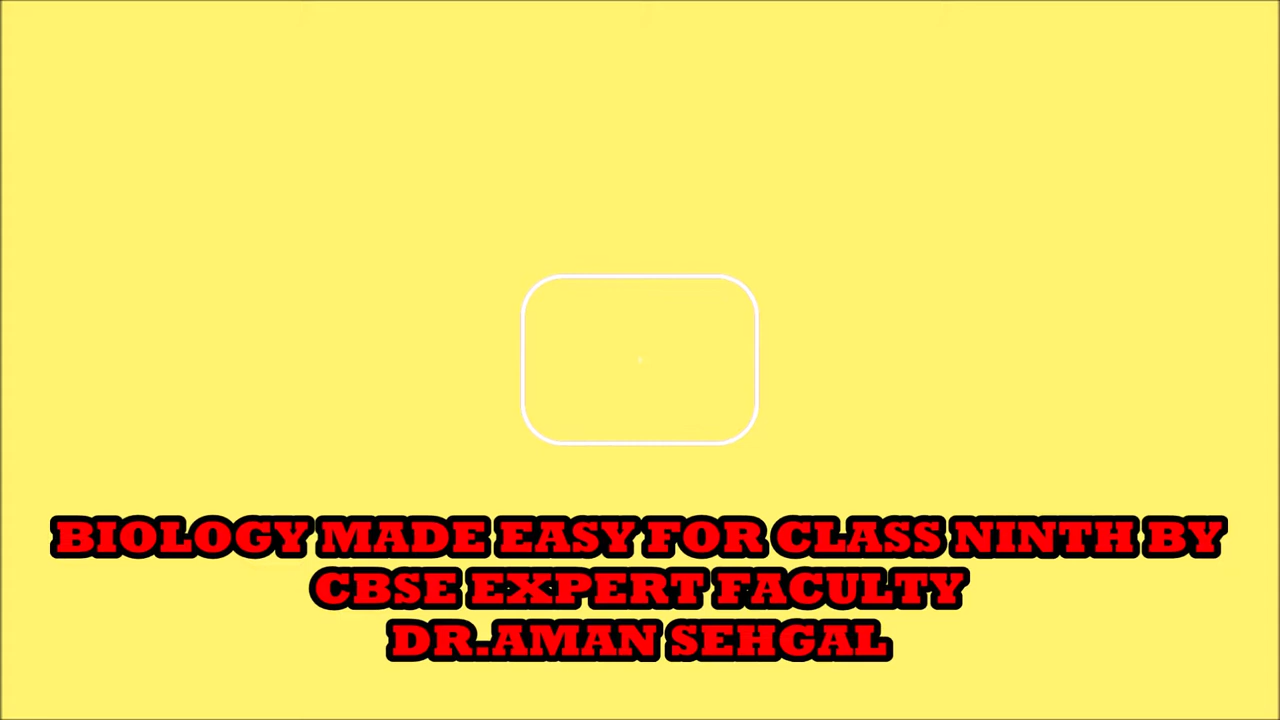 BIOLOGY MADE EASY FOR CLASS NINTH BY
CBSE EXPERT FACULTY
DR.AMAN SEHGAL